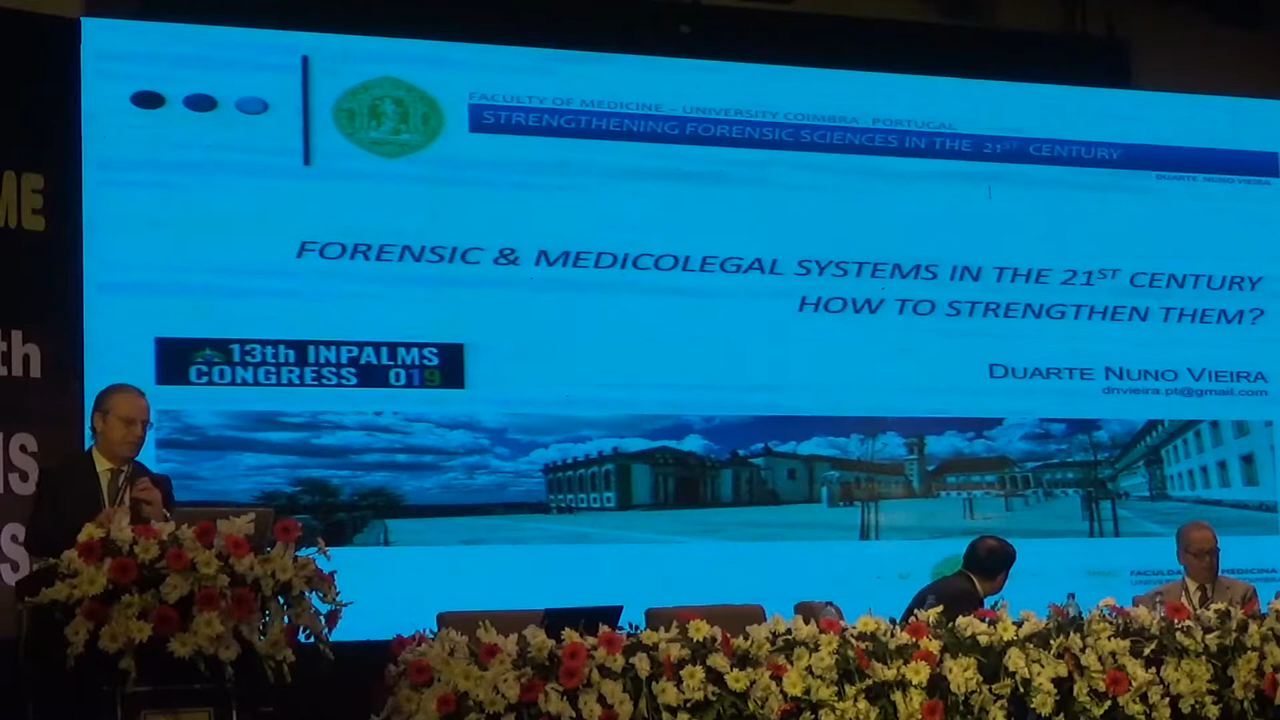 FACULTY OF MEDICINE – UNIVERSITY COIMBRA - PORTUGAL
STRENGTHENING FORENSIC SCIENCES IN THE 21ST CENTURY
DUARTE NUNO VIEIRA
FORENSIC & MEDICOLEGAL SYSTEMS IN THE 21ST CENTURY
HOW TO STRENGTHEN THEM?
13th INPALMS
CONGRESS 019
DUARTE NUNO VIEIRA
dnvieira.pt@gmail.com
ME
th
IS
S
FACULDA MEDICINA